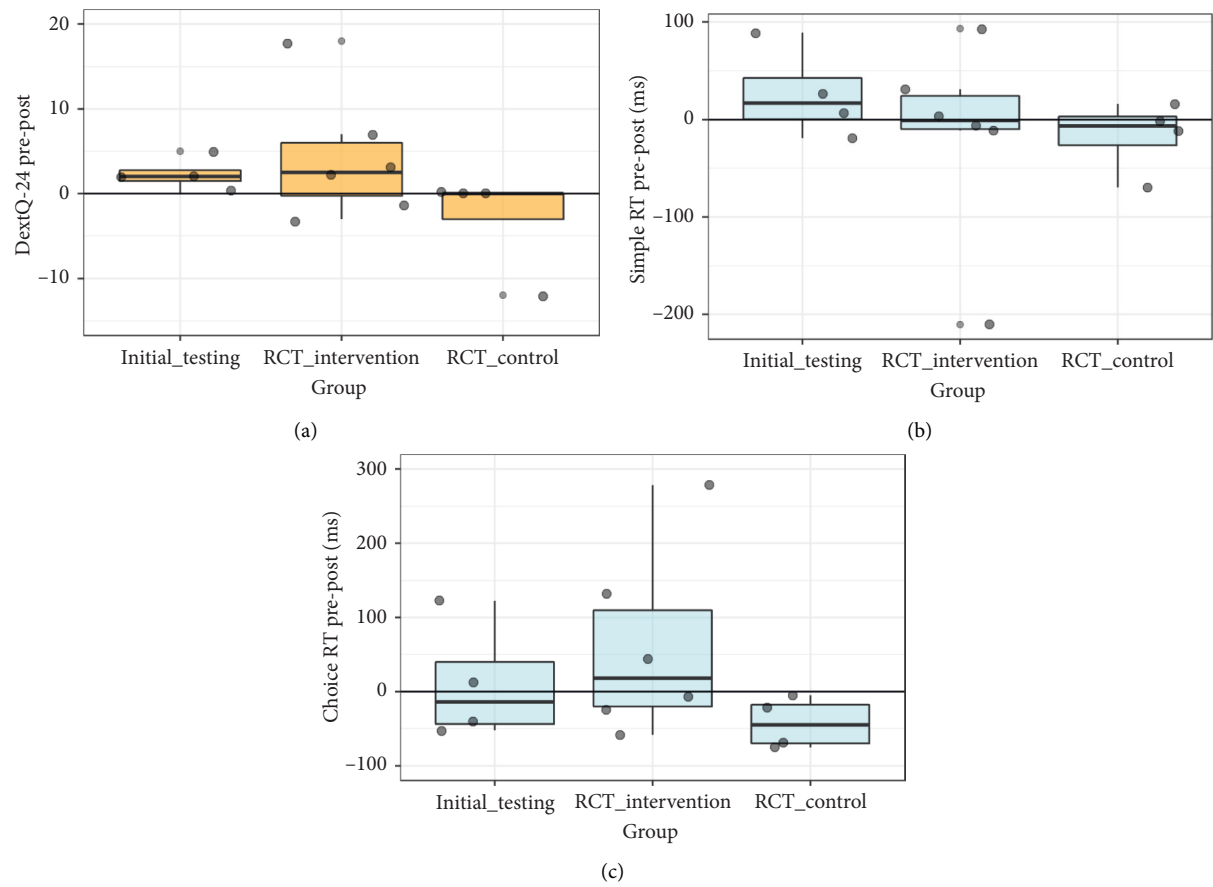 20
10
0
−10
DextQ-24 pre-post
Initial_testing RCT_intervention RCT_control
Group
(a)
100
0
−100
−200
Simple RT pre-post (ms)
Initial_testing RCT_intervention RCT_control
Group
(b)
300
200
100
0
−100
Choice RT pre-post (ms)
Initial_testing RCT_intervention RCT_control
Group
(c)